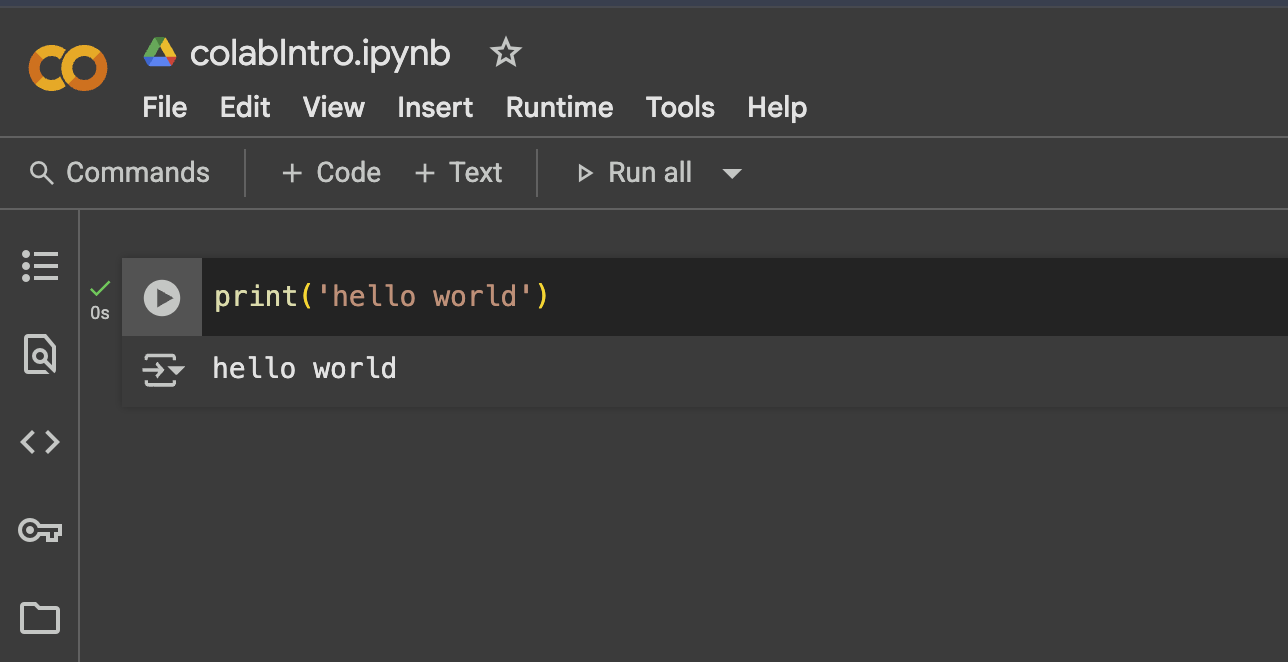 colabIntro.ipynb
File Edit View Insert Runtime Tools Help
Commands + Code + Text Run all
print('hello world')
0s
hello world